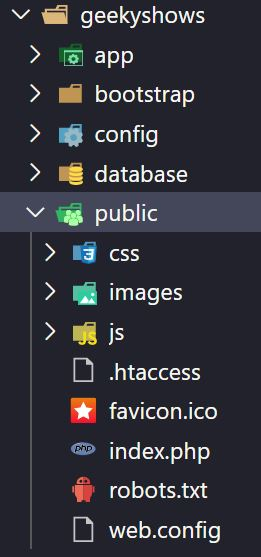 geekyshows
app
bootstrap
config
database
public
css
images
js
.htaccess
favicon.ico
index.php
robots.txt
web.config